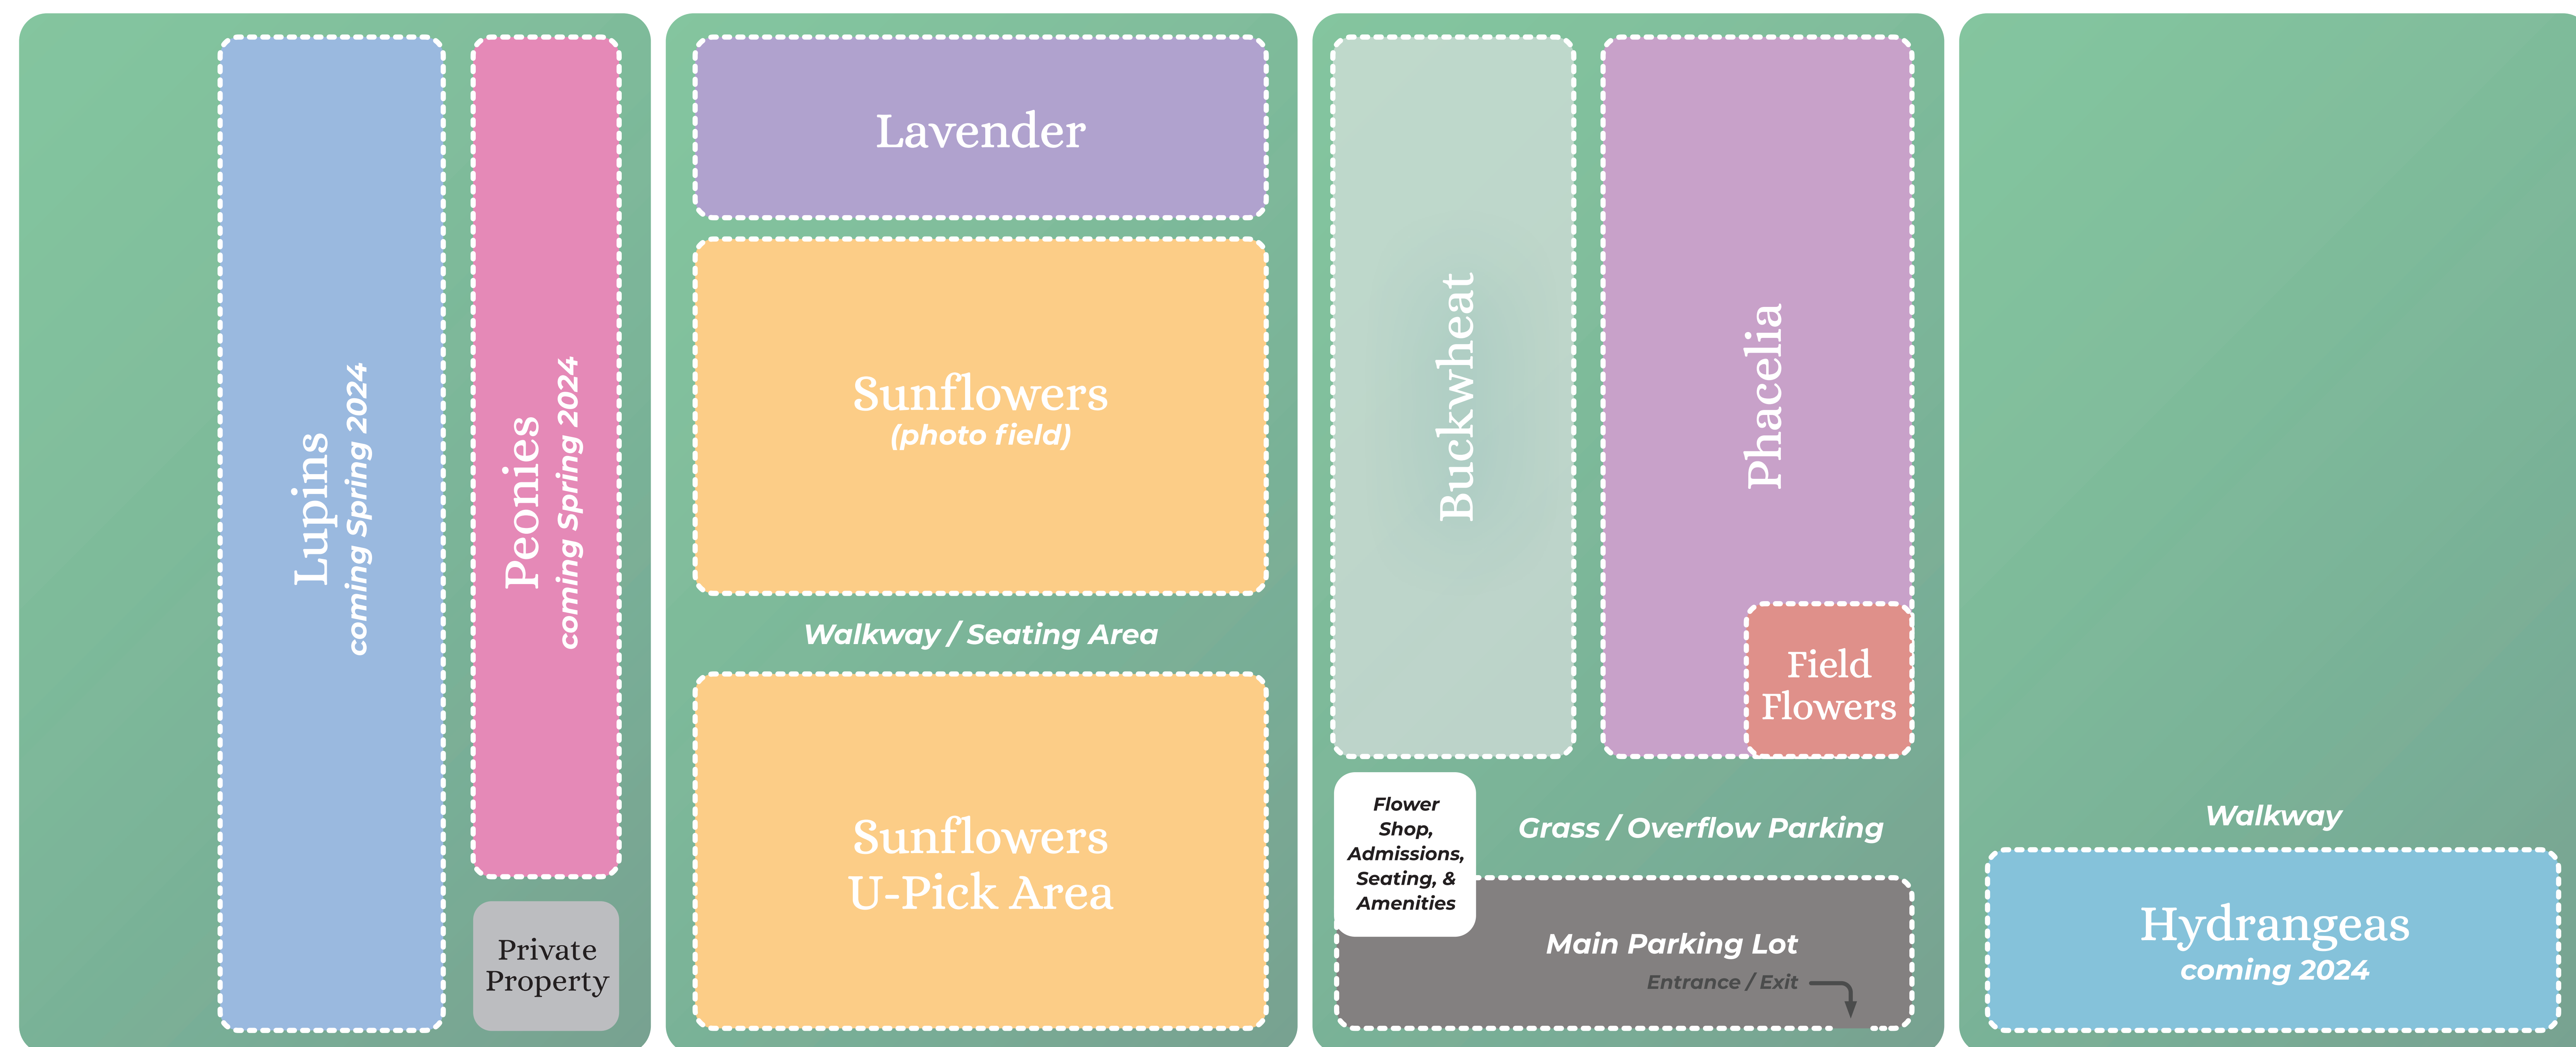 Lupins
coming Spring 2024
Peonies
coming Spring 2024
Private
Property
Lavender
Sunflowers
(photo field)
Walkway / Seating Area
Sunflowers
U-Pick Area
Buckwheat
Phacelia
Field
Flowers
Flower
Shop,
Admissions,
Seating, &
Amenities
Grass / Overflow Parking
Main Parking Lot
Entrance / Exit
Walkway
Hydrangeas
coming 2024